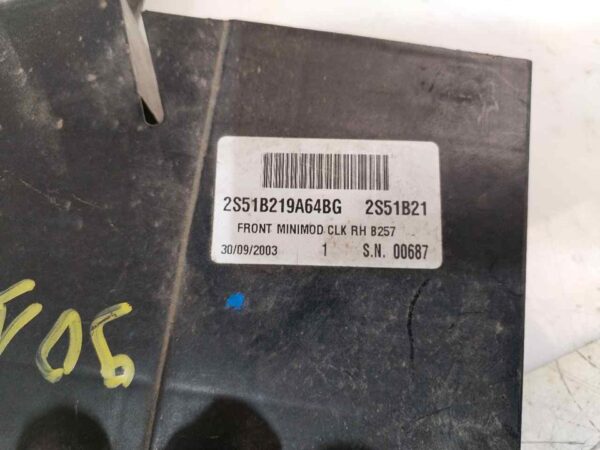 2S51B219A64BG 2S51B21
FRONT MINIMOD CLK RH B257
30/09/2003 1 S.N. 00687